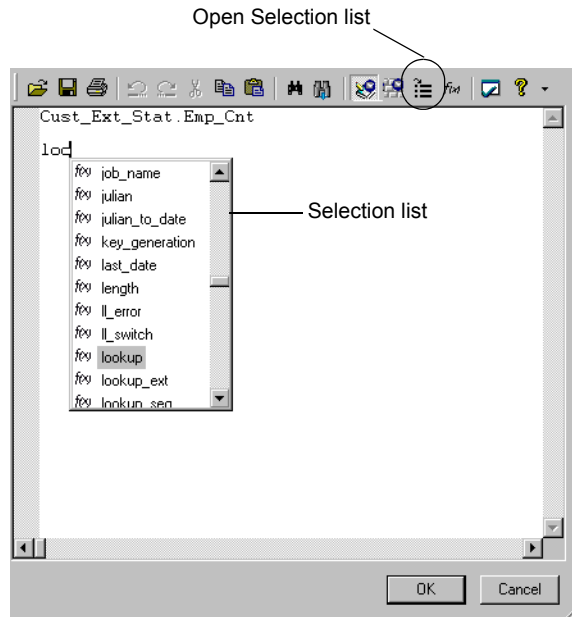 Open Selection list
f(x)
Cust_Ext_Stat.Emp_Cnt
loc
f(x) job_name
f(x) julian
f(x) julian_to_date
f(x) key_generation
f(x) last_date
f(x) length
f(x) ll_error
f(x) ll_switch
f(x) lookup
f(x) lookup_ext
f(x) lookup_seq
Selection list
OK
Cancel